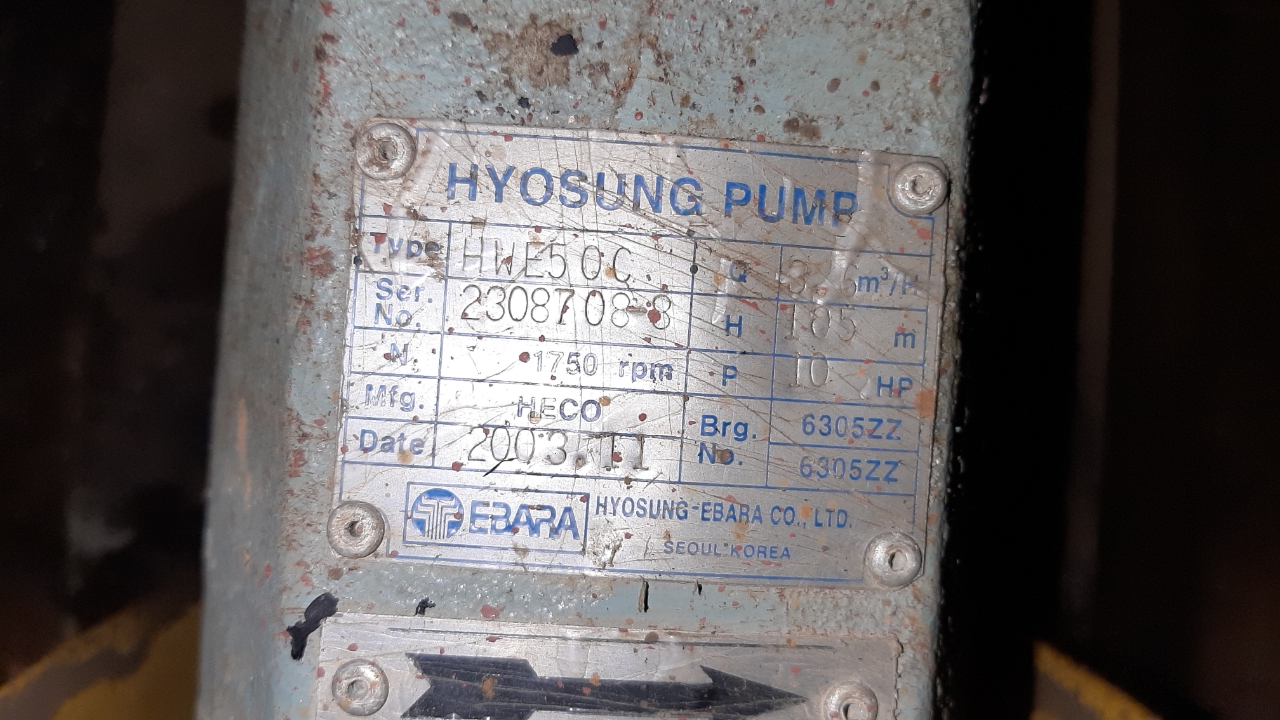 HYOSUNG PUMP
Type HWE50C Q m³/H
Ser. No. 2308708-8 H 105 m
N. 1750 rpm P 10 HP
Mfg. HECO Brg. No. 6305ZZ
Date 2003.11 6305ZZ
EBARA HYOSUNG-EBARA CO., LTD.
SEOUL KOREA